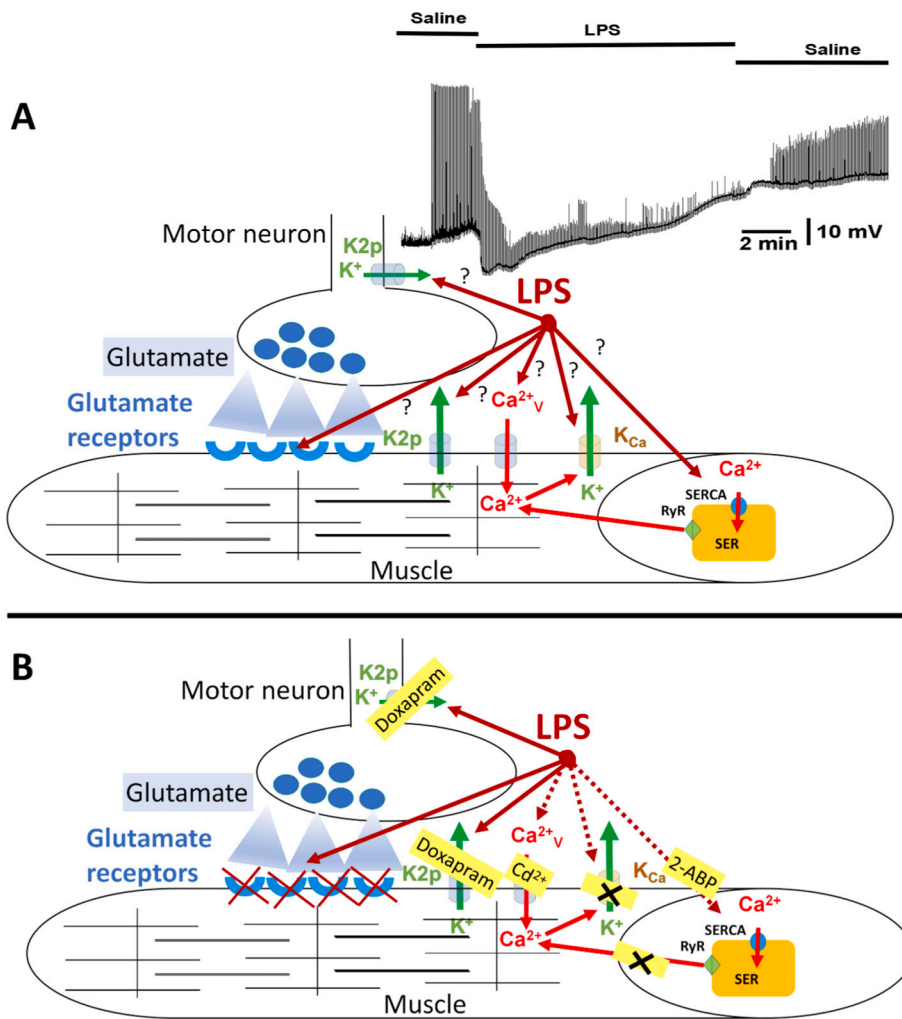 Saline
LPS
Saline
A
2 min
10 mV
Motor neuron
K2p
K⁺
?
LPS
?
Glutamate
?
?
Ca²⁺V
Glutamate
receptors
?
?
K2p
KCa
Ca²⁺
K⁺
Ca²⁺
K⁺
SERCA
RyR
SER
Muscle
B
K2p
Motor neuron
K⁺
Doxapram
LPS
Glutamate
Ca²⁺V
Glutamate
receptors
K2p
Doxapram
Cd²⁺
KCa
2-ABP
Ca²⁺
K⁺
Ca²⁺
K⁺
SERCA
RyR
SER
Muscle